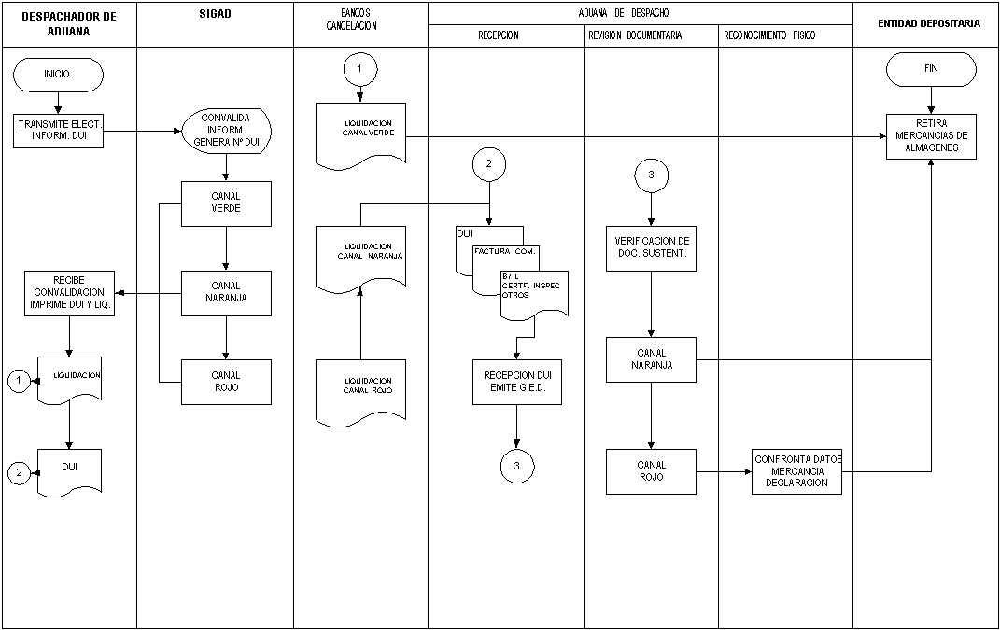 DESPACHADOR DE
ADUANA
SIGAD
BANCOS
CANCELACION
ADUANA DE DESPACHO
RECEPCION
REVISION DOCUMENTARIA
RECONOCIMIENTO FISICO
ENTIDAD DEPOSITARIA
INICIO
TRANSMITE ELECT.
INFORM. DUI
RECIBE
CONVALIDACION
IMPRIME DUI Y LIQ.
LIQUIDACION
1
DUI
2
CONVALIDA
INFORM.
GENERA Nº DUI
CANAL
VERDE
CANAL
NARANJA
CANAL
ROJO
1
LIQUIDACION
CANAL VERDE
LIQUIDACION
CANAL NARANJA
LIQUIDACION
CANAL ROJO
2
DUI
FACTURA COM.
B/ L
CERTF. INSPEC
OTROS
RECEPCION DUI
EMITE G.E.D.
3
3
VERIFICACION DE
DOC. SUSTENT.
CANAL
NARANJA
CANAL
ROJO
CONFRONTA DATOS
MERCANCIA
DECLARACION
FIN
RETIRA
MERCANCIAS DE
ALMACENES